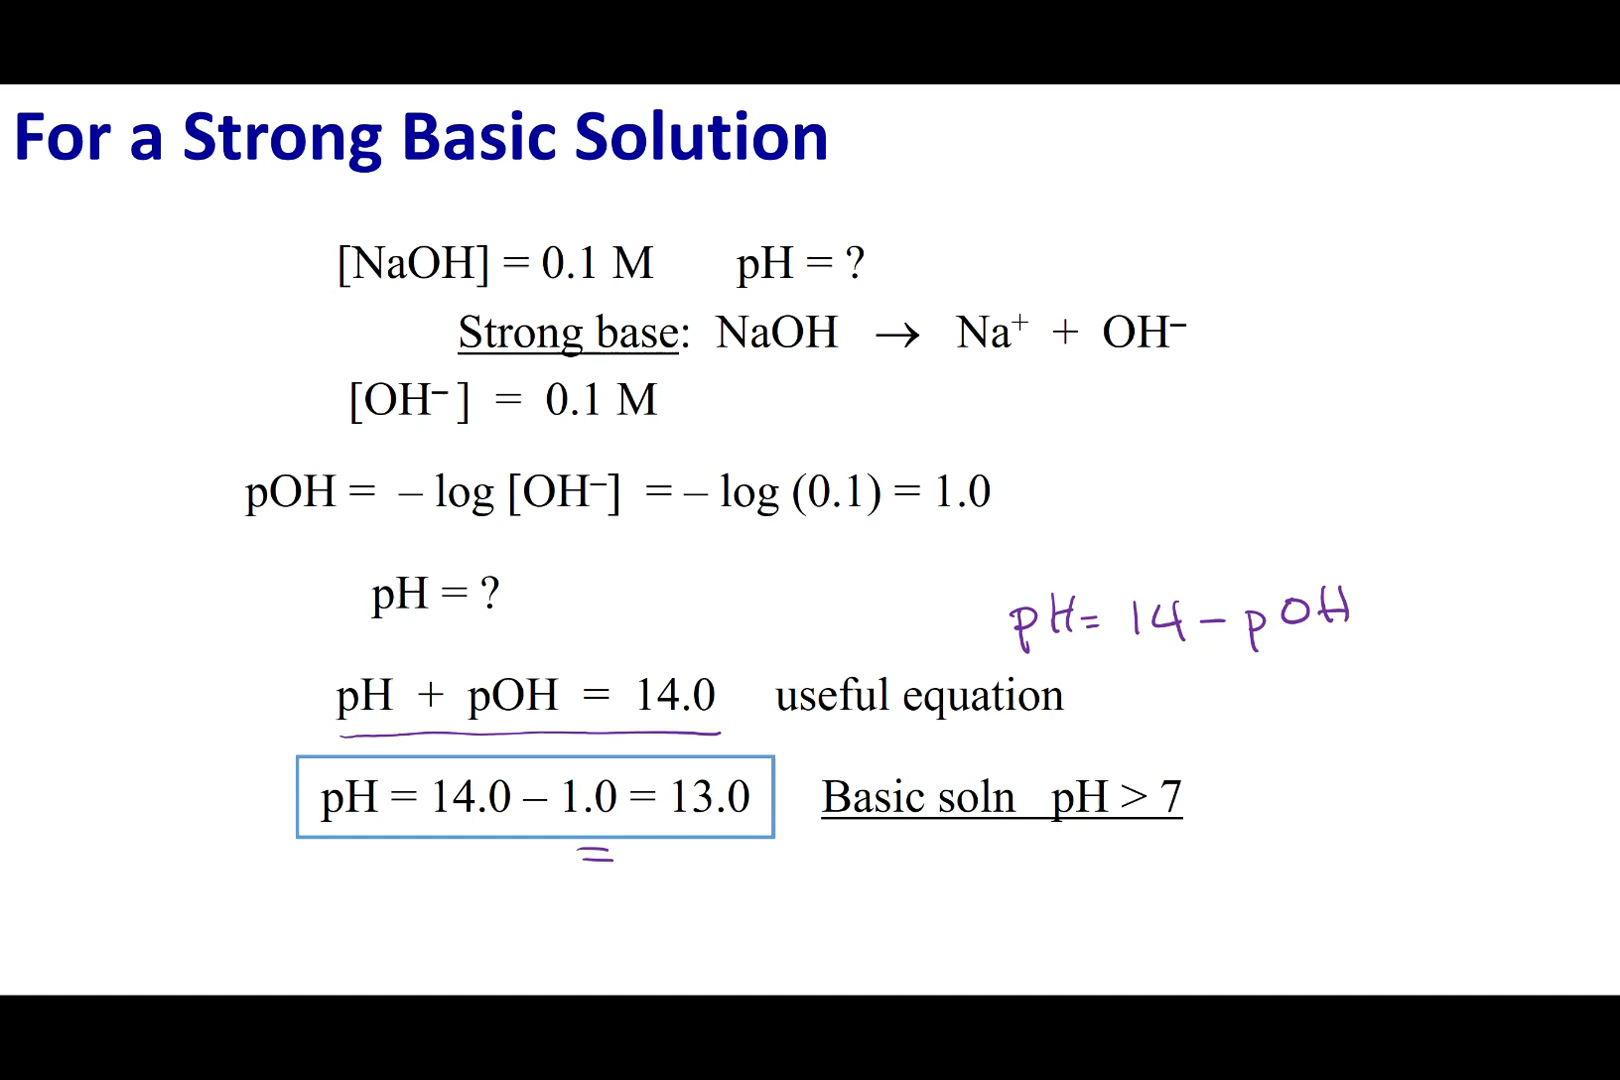 For a Strong Basic Solution
[NaOH] = 0.1 M pH = ?
Strong base: NaOH → Na⁺ + OH⁻
[OH⁻ ] = 0.1 M
pOH = – log [OH⁻] = – log (0.1) = 1.0
pH = ?
pH = 14 – pOH
pH + pOH = 14.0 useful equation
pH = 14.0 – 1.0 = 13.0 Basic soln pH > 7